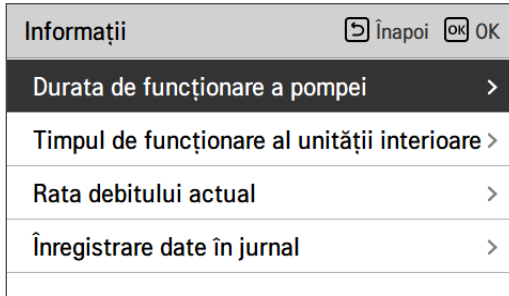 Informații Înapoi OK OK
Durata de funcționare a pompei
Timpul de funcționare al unității interioare
Rata debitului actual
Înregistrare date în jurnal